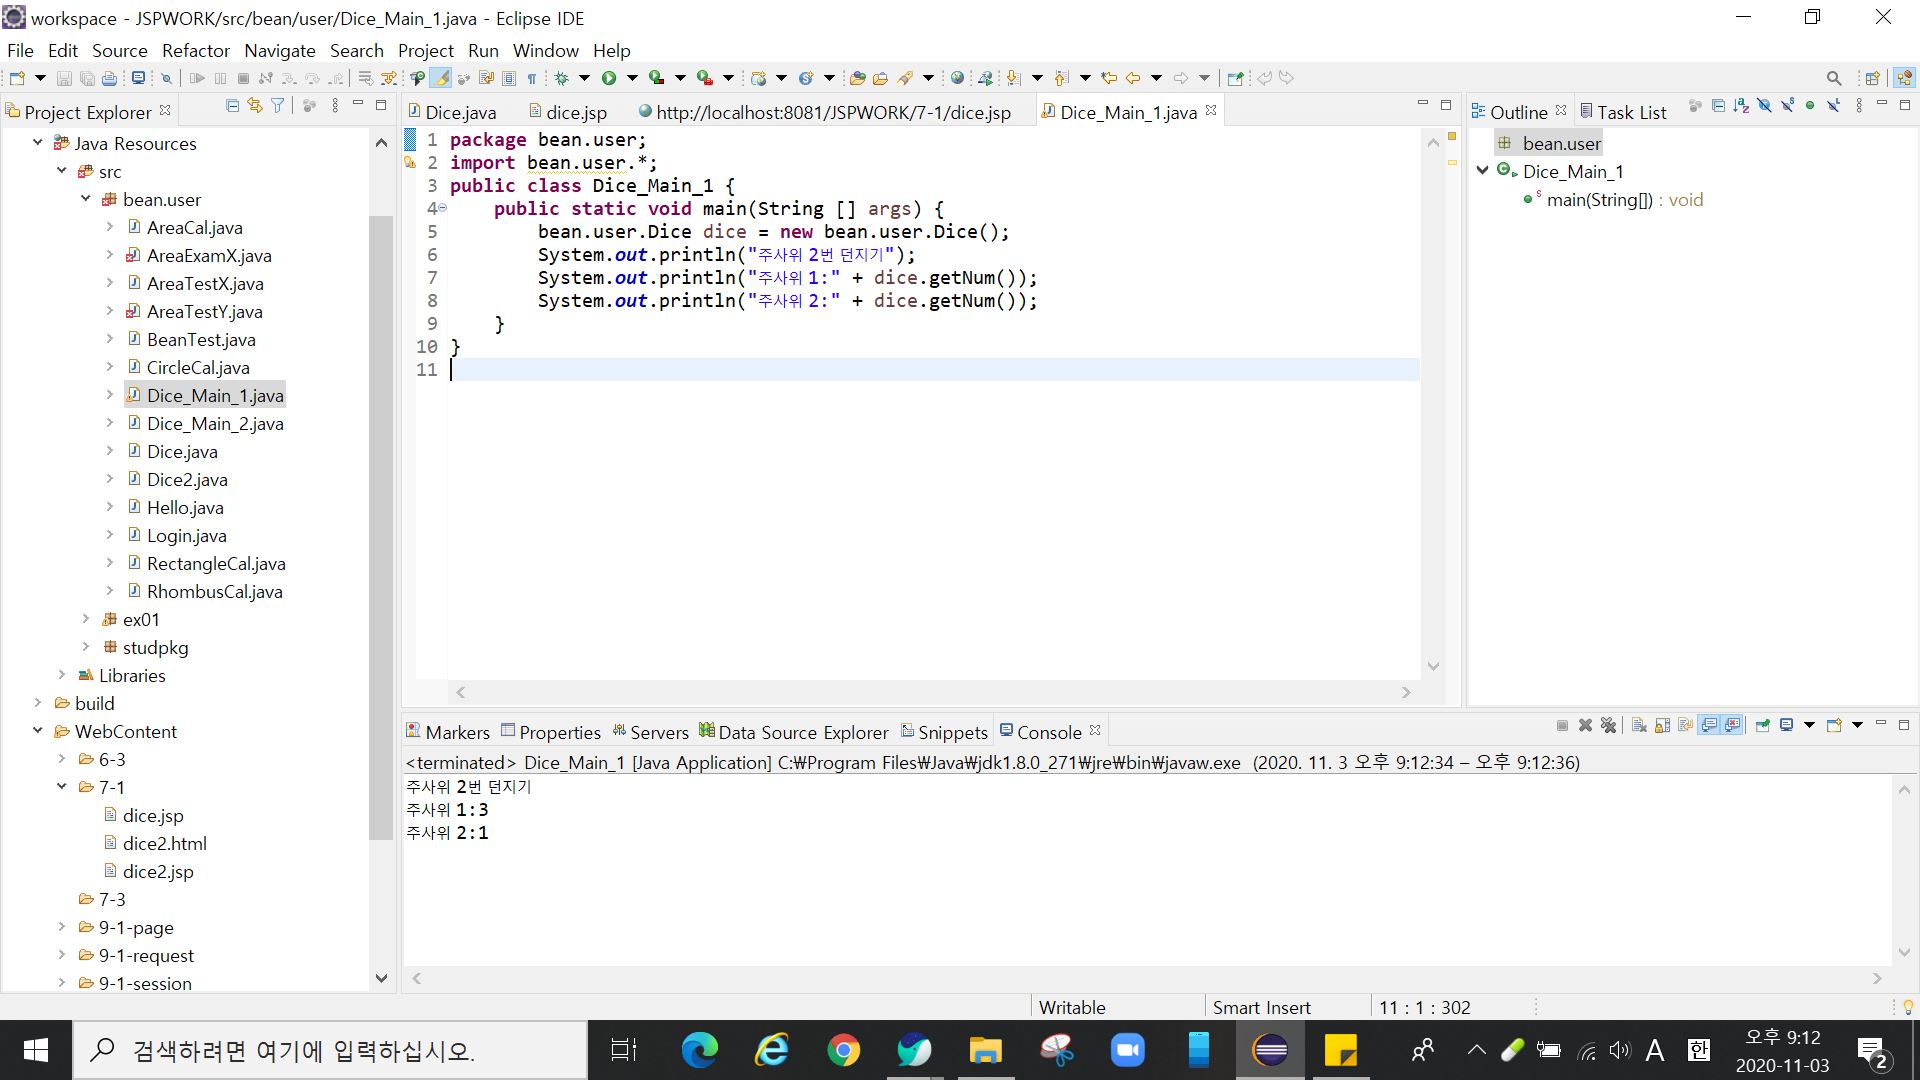 workspace - JSPWORK/src/bean/user/Dice_Main_1.java - Eclipse IDE
File Edit Source Refactor Navigate Search Project Run Window Help
Project Explorer
Java Resources
src
bean.user
AreaCal.java
AreaExamX.java
AreaTestX.java
AreaTestY.java
BeanTest.java
CircleCal.java
Dice_Main_1.java
Dice_Main_2.java
Dice.java
Dice2.java
Hello.java
Login.java
RectangleCal.java
RhombusCal.java
ex01
studpkg
Libraries
build
WebContent
6-3
7-1
dice.jsp
dice2.html
dice2.jsp
7-3
9-1-page
9-1-request
9-1-session
Dice.java dice.jsp http://localhost:8081/JSPWORK/7-1/dice.jsp Dice_Main_1.java
1 package bean.user;
2 import bean.user.*;
3 public class Dice_Main_1 {
4 public static void main(String [] args) {
5 bean.user.Dice dice = new bean.user.Dice();
6 System.out.println("주사위 2번 던지기");
7 System.out.println("주사위 1:" + dice.getNum());
8 System.out.println("주사위 2:" + dice.getNum());
9 }
10 }
11
Outline Task List
bean.user
Dice_Main_1
main(String[]) : void
Markers Properties Servers Data Source Explorer Snippets Console
<terminated> Dice_Main_1 [Java Application] C:₩Program Files₩Java₩jdk1.8.0_271₩jre₩bin₩javaw.exe (2020. 11. 3 오후 9:12:34 – 오후 9:12:36)
주사위 2번 던지기
주사위 1:3
주사위 2:1
Writable Smart Insert 11 : 1 : 302
검색하려면 여기에 입력하십시오.
A 한 오후 9:12
2020-11-03
2